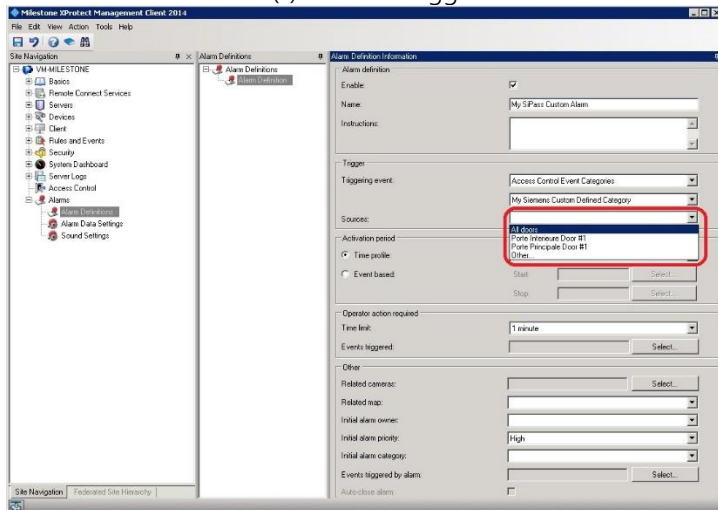 Milestone XProtect Management Client 2014
File Edit View Action Tools Help
Site Navigation
VM-MILESTONE
Basics
Remote Connect Services
Servers
Devices
Client
Rules and Events
Security
System Dashboard
Server Logs
Access Control
Alarms
Alarm Definitions
Alarm Data Settings
Sound Settings
Site Navigation Federated Site Hierarchy
Alarm Definitions
Alarm Definitions
Alarm Definition
Alarm Definition Information
Alarm definition
Enable:
Name: My SiPass Custom Alarm
Instructions:
Trigger
Triggering event: Access Control Event Categories
My Siemens Custom Defined Category
Sources:
All doors
Porte Interieure Door #1
Porte Principale Door #1
Other...
Activation period
Time profile:
Event based: Start: Select...
Stop: Select...
Operator action required
Time limit: 1 minute
Events triggered: Select...
Other
Related cameras: Select...
Related map:
Initial alarm owner:
Initial alarm priority: High
Initial alarm category:
Events triggered by alarm: Select...
Auto-close alarm: